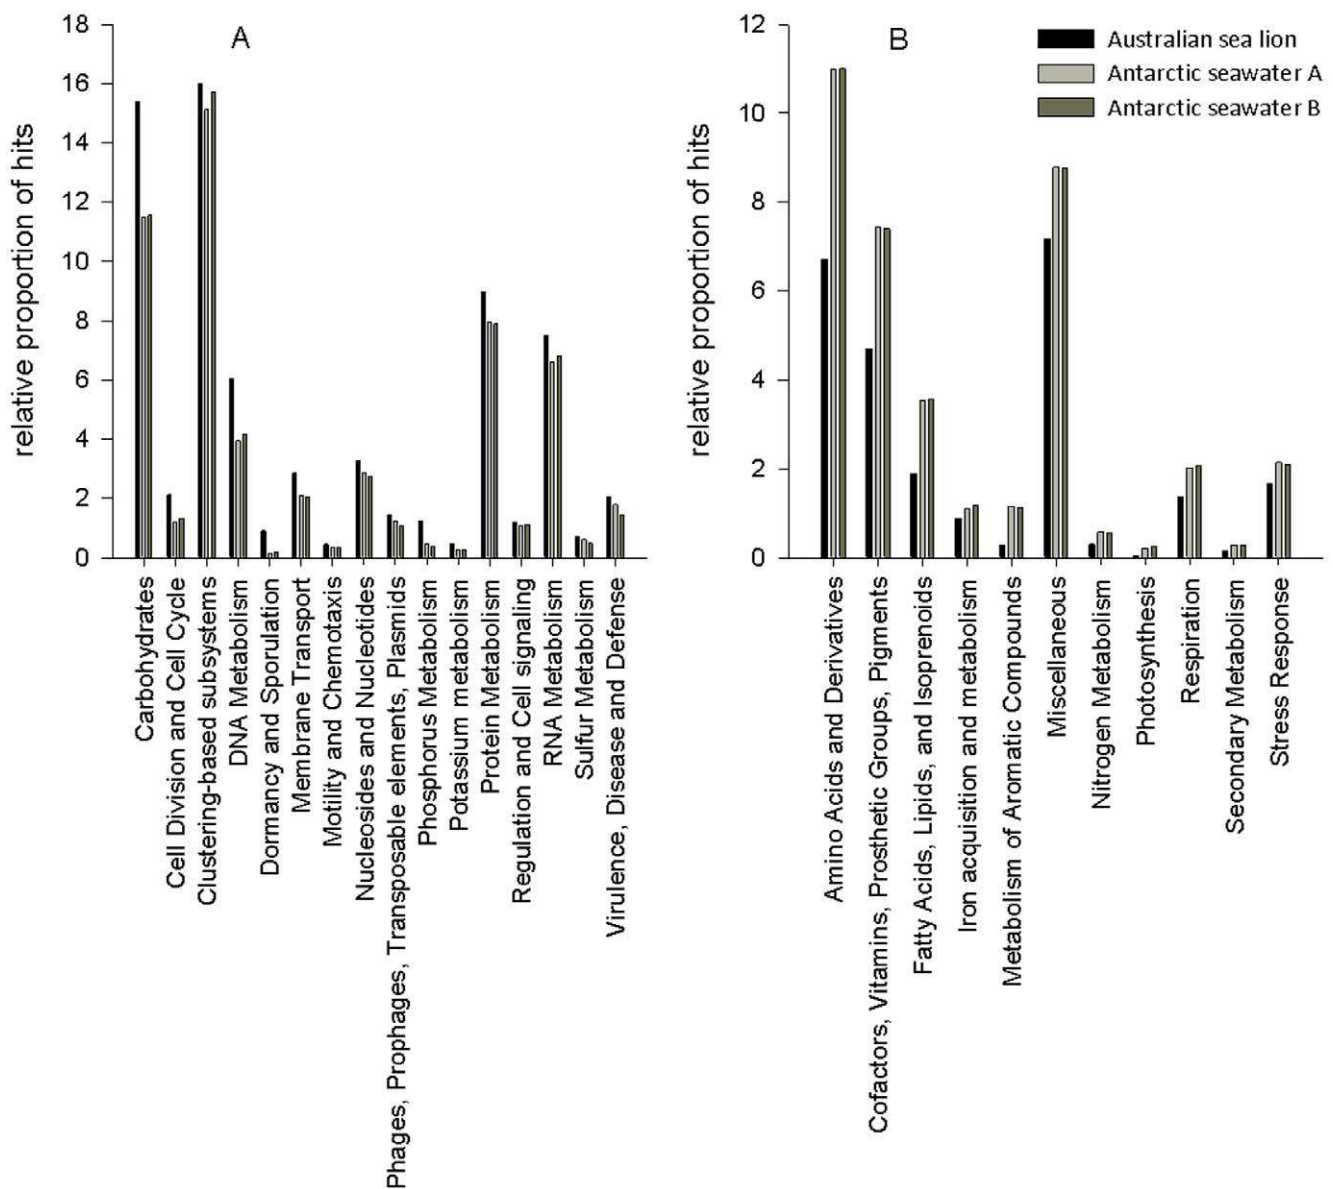 A
relative proportion of hits
18
16
14
12
10
8
6
4
2
0
Carbohydrates
Cell Division and Cell Cycle
Clustering-based subsystems
DNA Metabolism
Dormancy and Sporulation
Membrane Transport
Motility and Chemotaxis
Nucleosides and Nucleotides
Phages, Prophages, Transposable elements, Plasmids
Phosphorus Metabolism
Potassium metabolism
Protein Metabolism
Regulation and Cell signaling
RNA Metabolism
Sulfur Metabolism
Virulence, Disease and Defense
B
Australian sea lion
Antarctic seawater A
Antarctic seawater B
relative proportion of hits
12
10
8
6
4
2
0
Amino Acids and Derivatives
Cofactors, Vitamins, Prosthetic Groups, Pigments
Fatty Acids, Lipids, and Isoprenoids
Iron acquisition and metabolism
Metabolism of Aromatic Compounds
Miscellaneous
Nitrogen Metabolism
Photosynthesis
Respiration
Secondary Metabolism
Stress Response